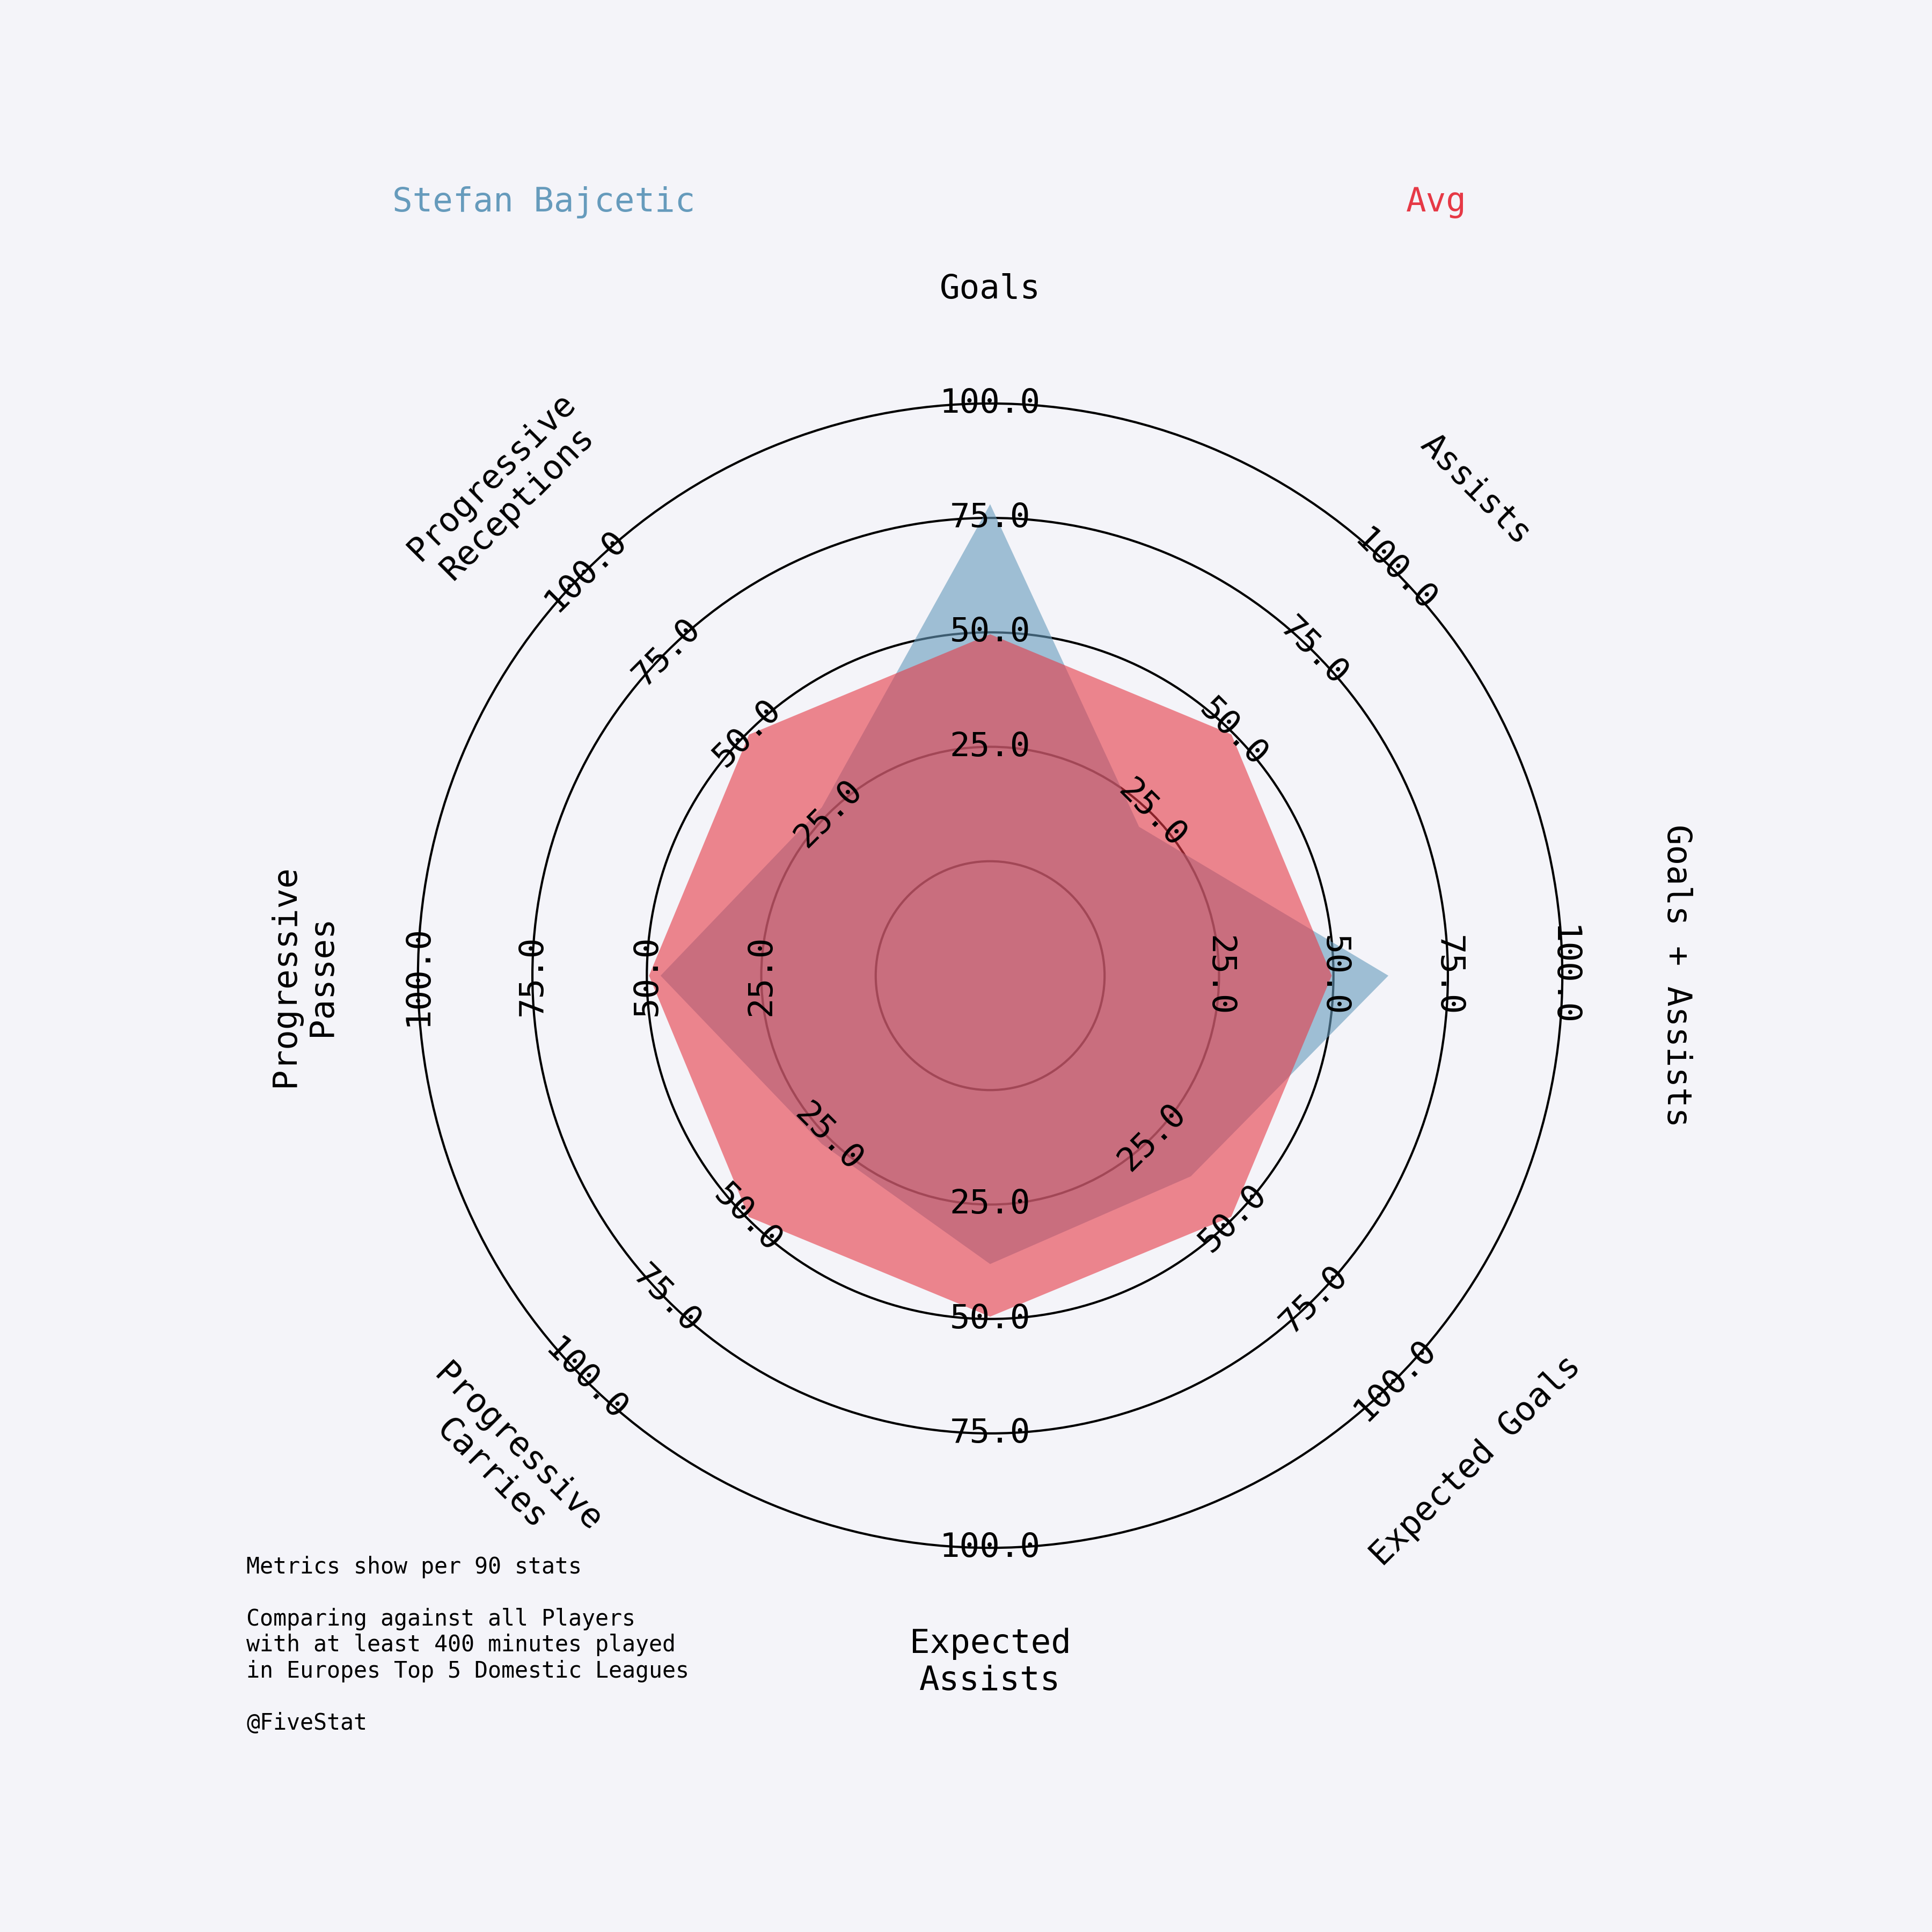 Stefan Bajcetic
Avg
Goals
Assists
Goals + Assists
Expected Goals
Expected
Assists
Progressive
Carries
Progressive
Passes
Progressive
Receptions
25.0
50.0
75.0
100.0
25.0
50.0
75.0
100.0
25.0
50.0
75.0
100.0
25.0
50.0
75.0
100.0
25.0
50.0
75.0
100.0
25.0
50.0
75.0
100.0
25.0
50.0
75.0
100.0
25.0
50.0
75.0
100.0
Metrics show per 90 stats
Comparing against all Players
with at least 400 minutes played
in Europes Top 5 Domestic Leagues
@FiveStat